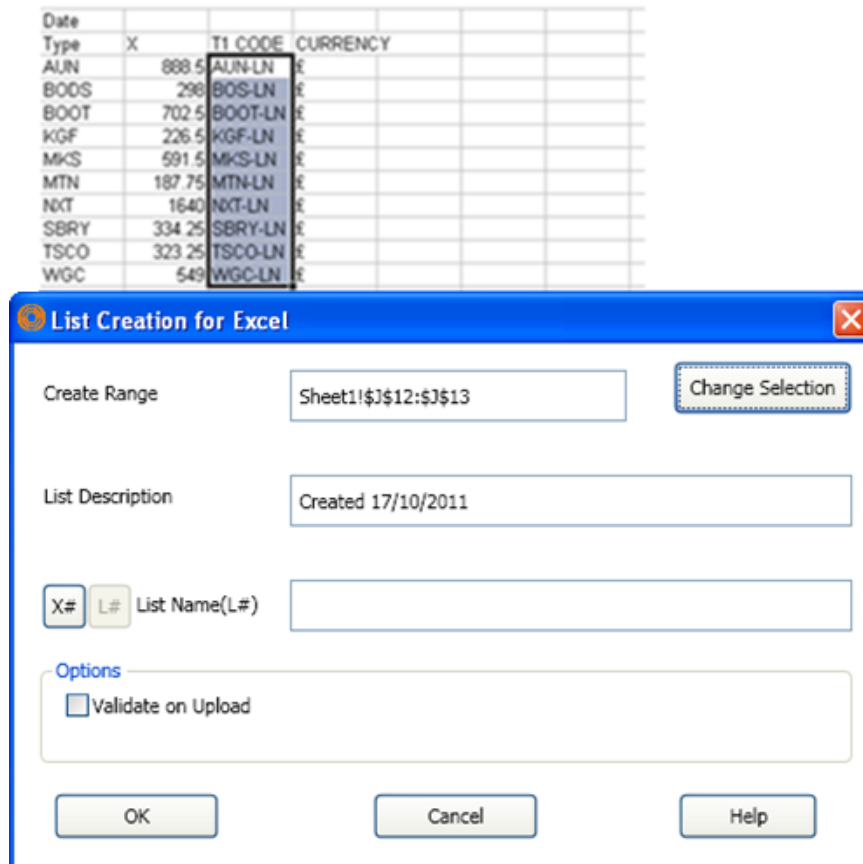 Date
Type X T1 CODE CURRENCY
AUN 888.5 AUN-LN £
BODS 298 BOS-LN £
BOOT 702.5 BOOT-LN £
KGF 226.5 KGF-LN £
MKS 591.5 MKS-LN £
MTN 187.75 MTN-LN £
NXT 1640 NXT-LN £
SBRY 334.25 SBRY-LN £
TSCO 323.25 TSCO-LN £
WGC 549 WGC-LN £
List Creation for Excel
Create Range Sheet1!$J$12:$J$13 Change Selection
List Description Created 17/10/2011
X# L# List Name(L#)
Options
Validate on Upload
OK Cancel Help